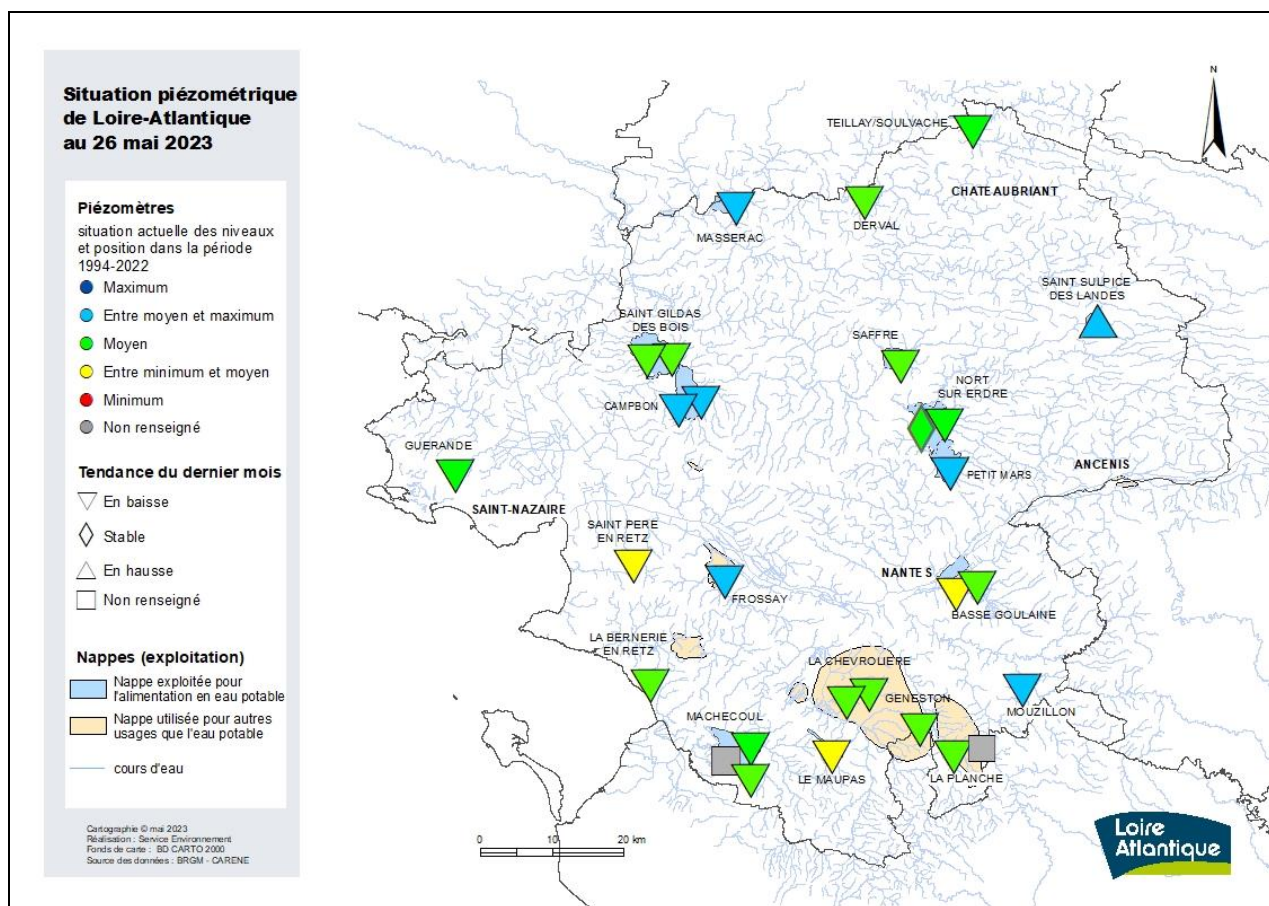 Situation piézométrique
de Loire-Atlantique
au 26 mai 2023
Piézomètres
situation actuelle des niveaux
et position dans la période
1994-2022
Maximum
Entre moyen et maximum
Moyen
Entre minimum et moyen
Minimum
Non renseigné
Tendance du dernier mois
En baisse
Stable
En hausse
Non renseigné
Nappes (exploitation)
Nappe exploitée pour
l'alimentation en eau potable
Nappe utilisée pour autres
usages que l'eau potable
cours d'eau
Cartographie © mai 2023
Réalisation : Service Environnement
Fonds de carte : BD CARTO 2000
Source des données : BRGM - CARENE
N
TEILLAY/SOULVACHE
CHATEAUBRIANT
MASSERAC
DERVAL
SAINT SULPICE
DES LANDES
SAINT GILDAS
DES BOIS
SAFFRE
NORT
SUR ERDRE
CAMPBON
GUERANDE
PETIT MARS
ANCENIS
SAINT-NAZAIRE
SAINT PERE
EN RETZ
FROSSAY
NANTES
BASSE GOULAINE
LA BERNERIE
EN RETZ
LA CHEVROLIERE
GENESTON
MOUZILLON
MACHECOUL
LE MAUPAS
LA PLANCHE
0 10 20 km
Loire
Atlantique